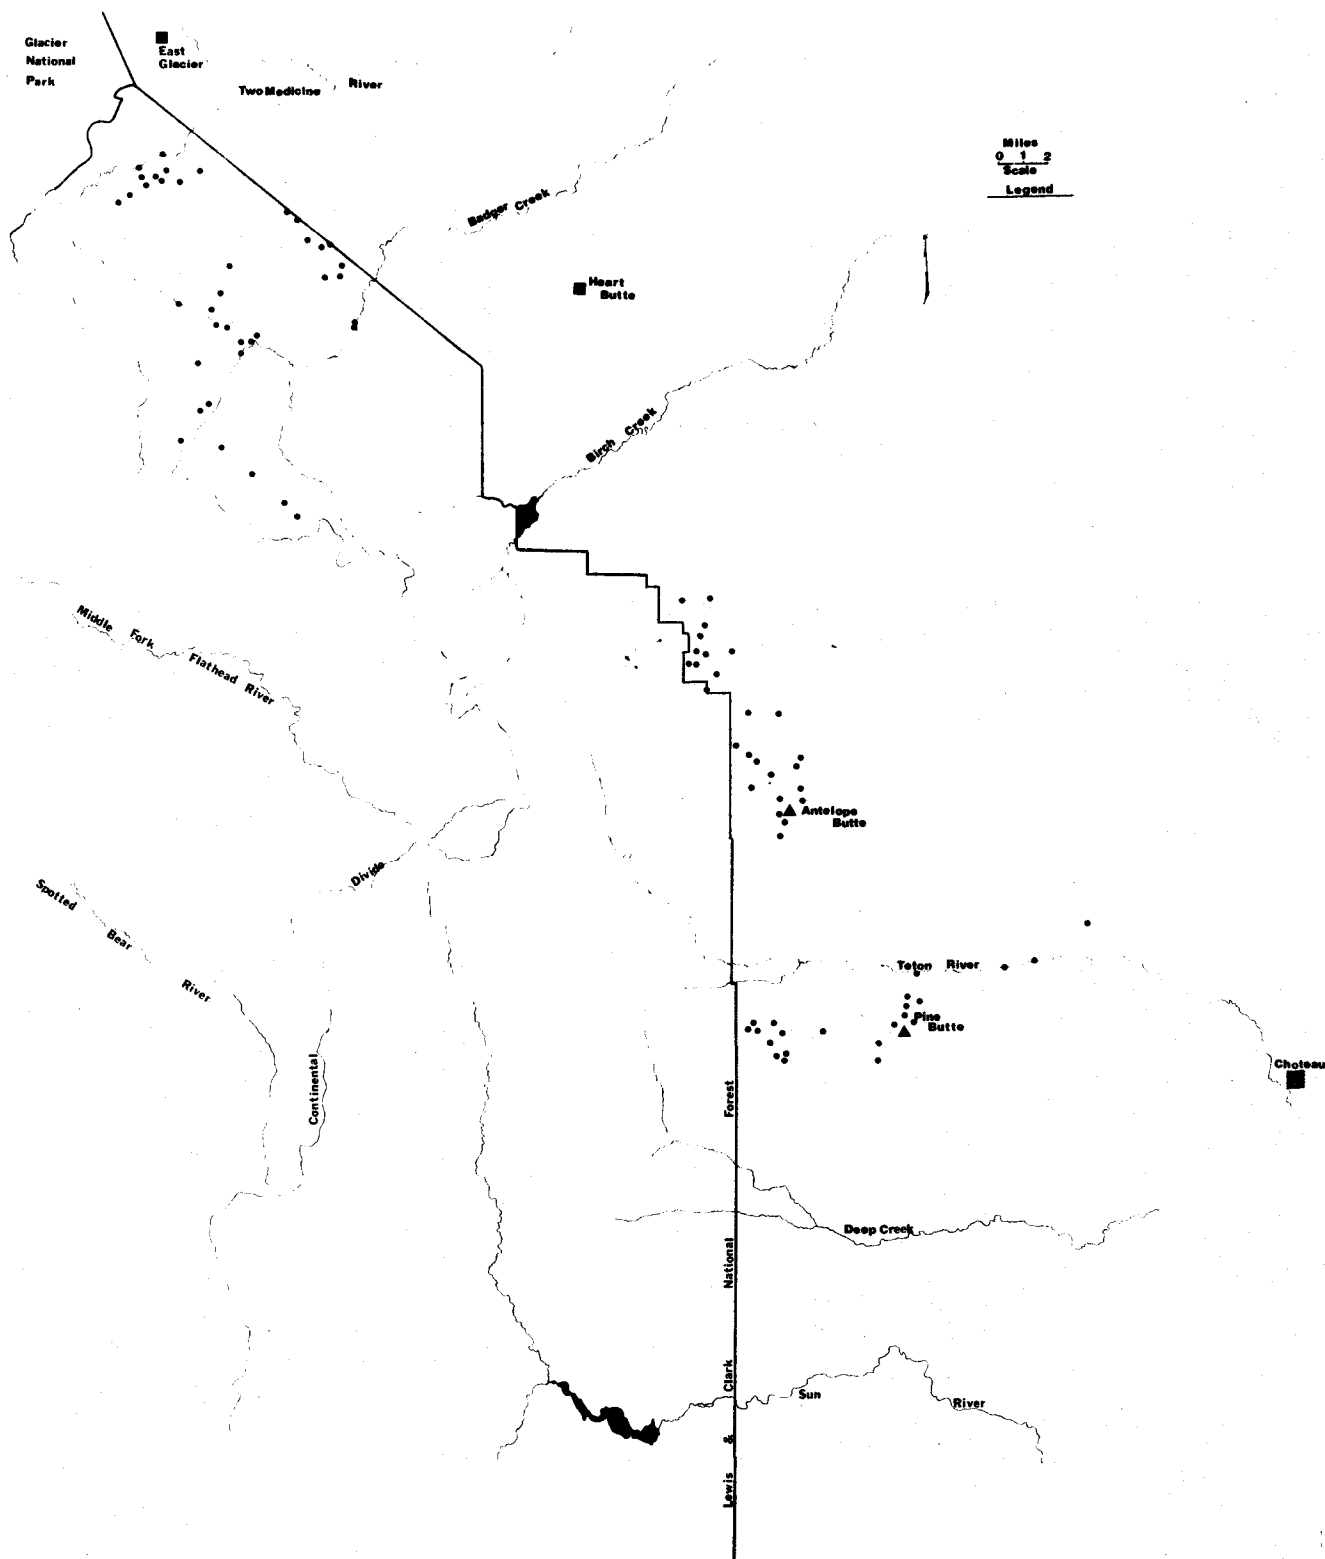 Glacier
National
Park
East
Glacier
Two Medicine River
Miles
0 1 2
Scale
Legend
Badger Creek
Heart
Butte
Birch Creek
Middle Fork Flathead River
Antelope
Butte
Divide
Spotted Bear River
Teton River
Pine
Butte
Continental
Choteau
Deep Creek
Sun River
Lewis & Clark National Forest